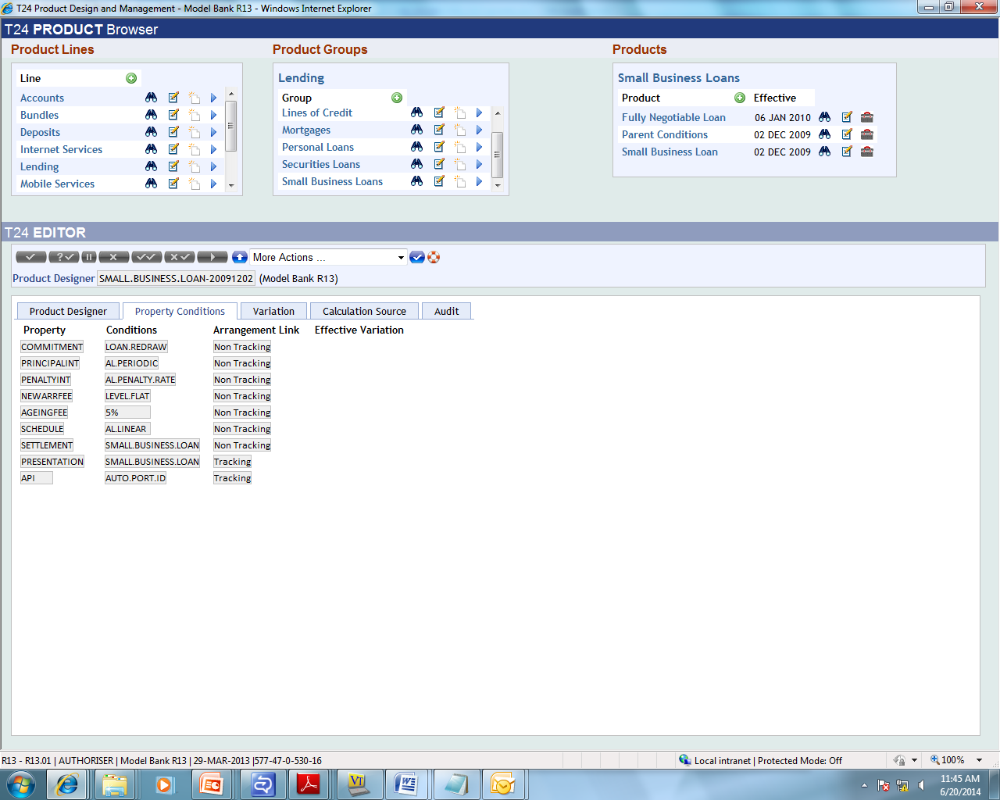 T24 Product Design and Management - Model Bank R13 - Windows Internet Explorer
T24 PRODUCT Browser
Product Lines
Product Groups
Products
Line
Accounts
Bundles
Deposits
Internet Services
Lending
Mobile Services
Lending
Group
Lines of Credit
Mortgages
Personal Loans
Securities Loans
Small Business Loans
Small Business Loans
Product Effective
Fully Negotiable Loan 06 JAN 2010
Parent Conditions 02 DEC 2009
Small Business Loan 02 DEC 2009
T24 EDITOR
More Actions ...
Product Designer SMALL.BUSINESS.LOAN-20091202 (Model Bank R13)
Product Designer Property Conditions Variation Calculation Source Audit
Property Conditions Arrangement Link Effective Variation
COMMITMENT LOAN.REDRAW Non Tracking
PRINCIPALINT AL.PERIODIC Non Tracking
PENALTYINT AL.PENALTY.RATE Non Tracking
NEWARRFEE LEVEL.FLAT Non Tracking
AGEINGFEE 5% Non Tracking
SCHEDULE AL.LINEAR Non Tracking
SETTLEMENT SMALL.BUSINESS.LOAN Non Tracking
PRESENTATION SMALL.BUSINESS.LOAN Tracking
API AUTO.PORT.ID Tracking
R13 - R13.01 | AUTHORISER | Model Bank R13 | 29-MAR-2013 |577-47-0-530-16
Local intranet | Protected Mode: Off
100%
VT
11:45 AM
6/20/2014